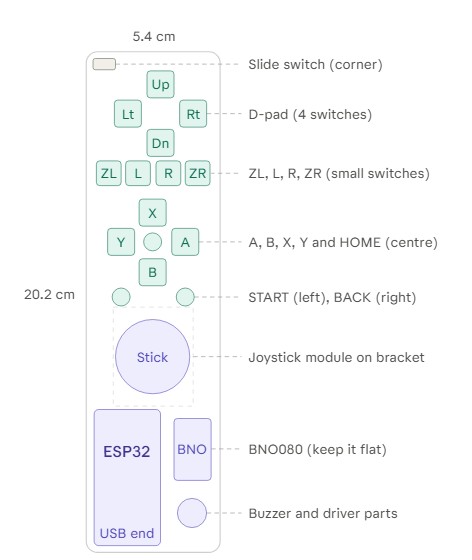 5.4 cm
Slide switch (corner)
Up
Lt
Rt
D-pad (4 switches)
Dn
ZL L R ZR
ZL, L, R, ZR (small switches)
X
Y
A
A, B, X, Y and HOME (centre)
B
20.2 cm
START (left), BACK (right)
Stick
Joystick module on bracket
ESP32
BNO
BNO080 (keep it flat)
Buzzer and driver parts
USB end